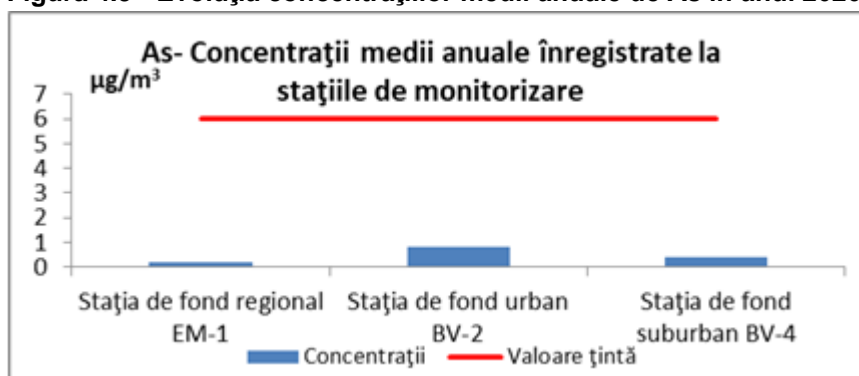 As- Concentraţii medii anuale înregistrate la
staţiile de monitorizare
µg/m³
7
6
5
4
3
2
1
0
Staţia de fond regional
EM-1
Staţia de fond urban
BV-2
Staţia de fond
suburban BV-4
Concentraţii
Valoare ţintă